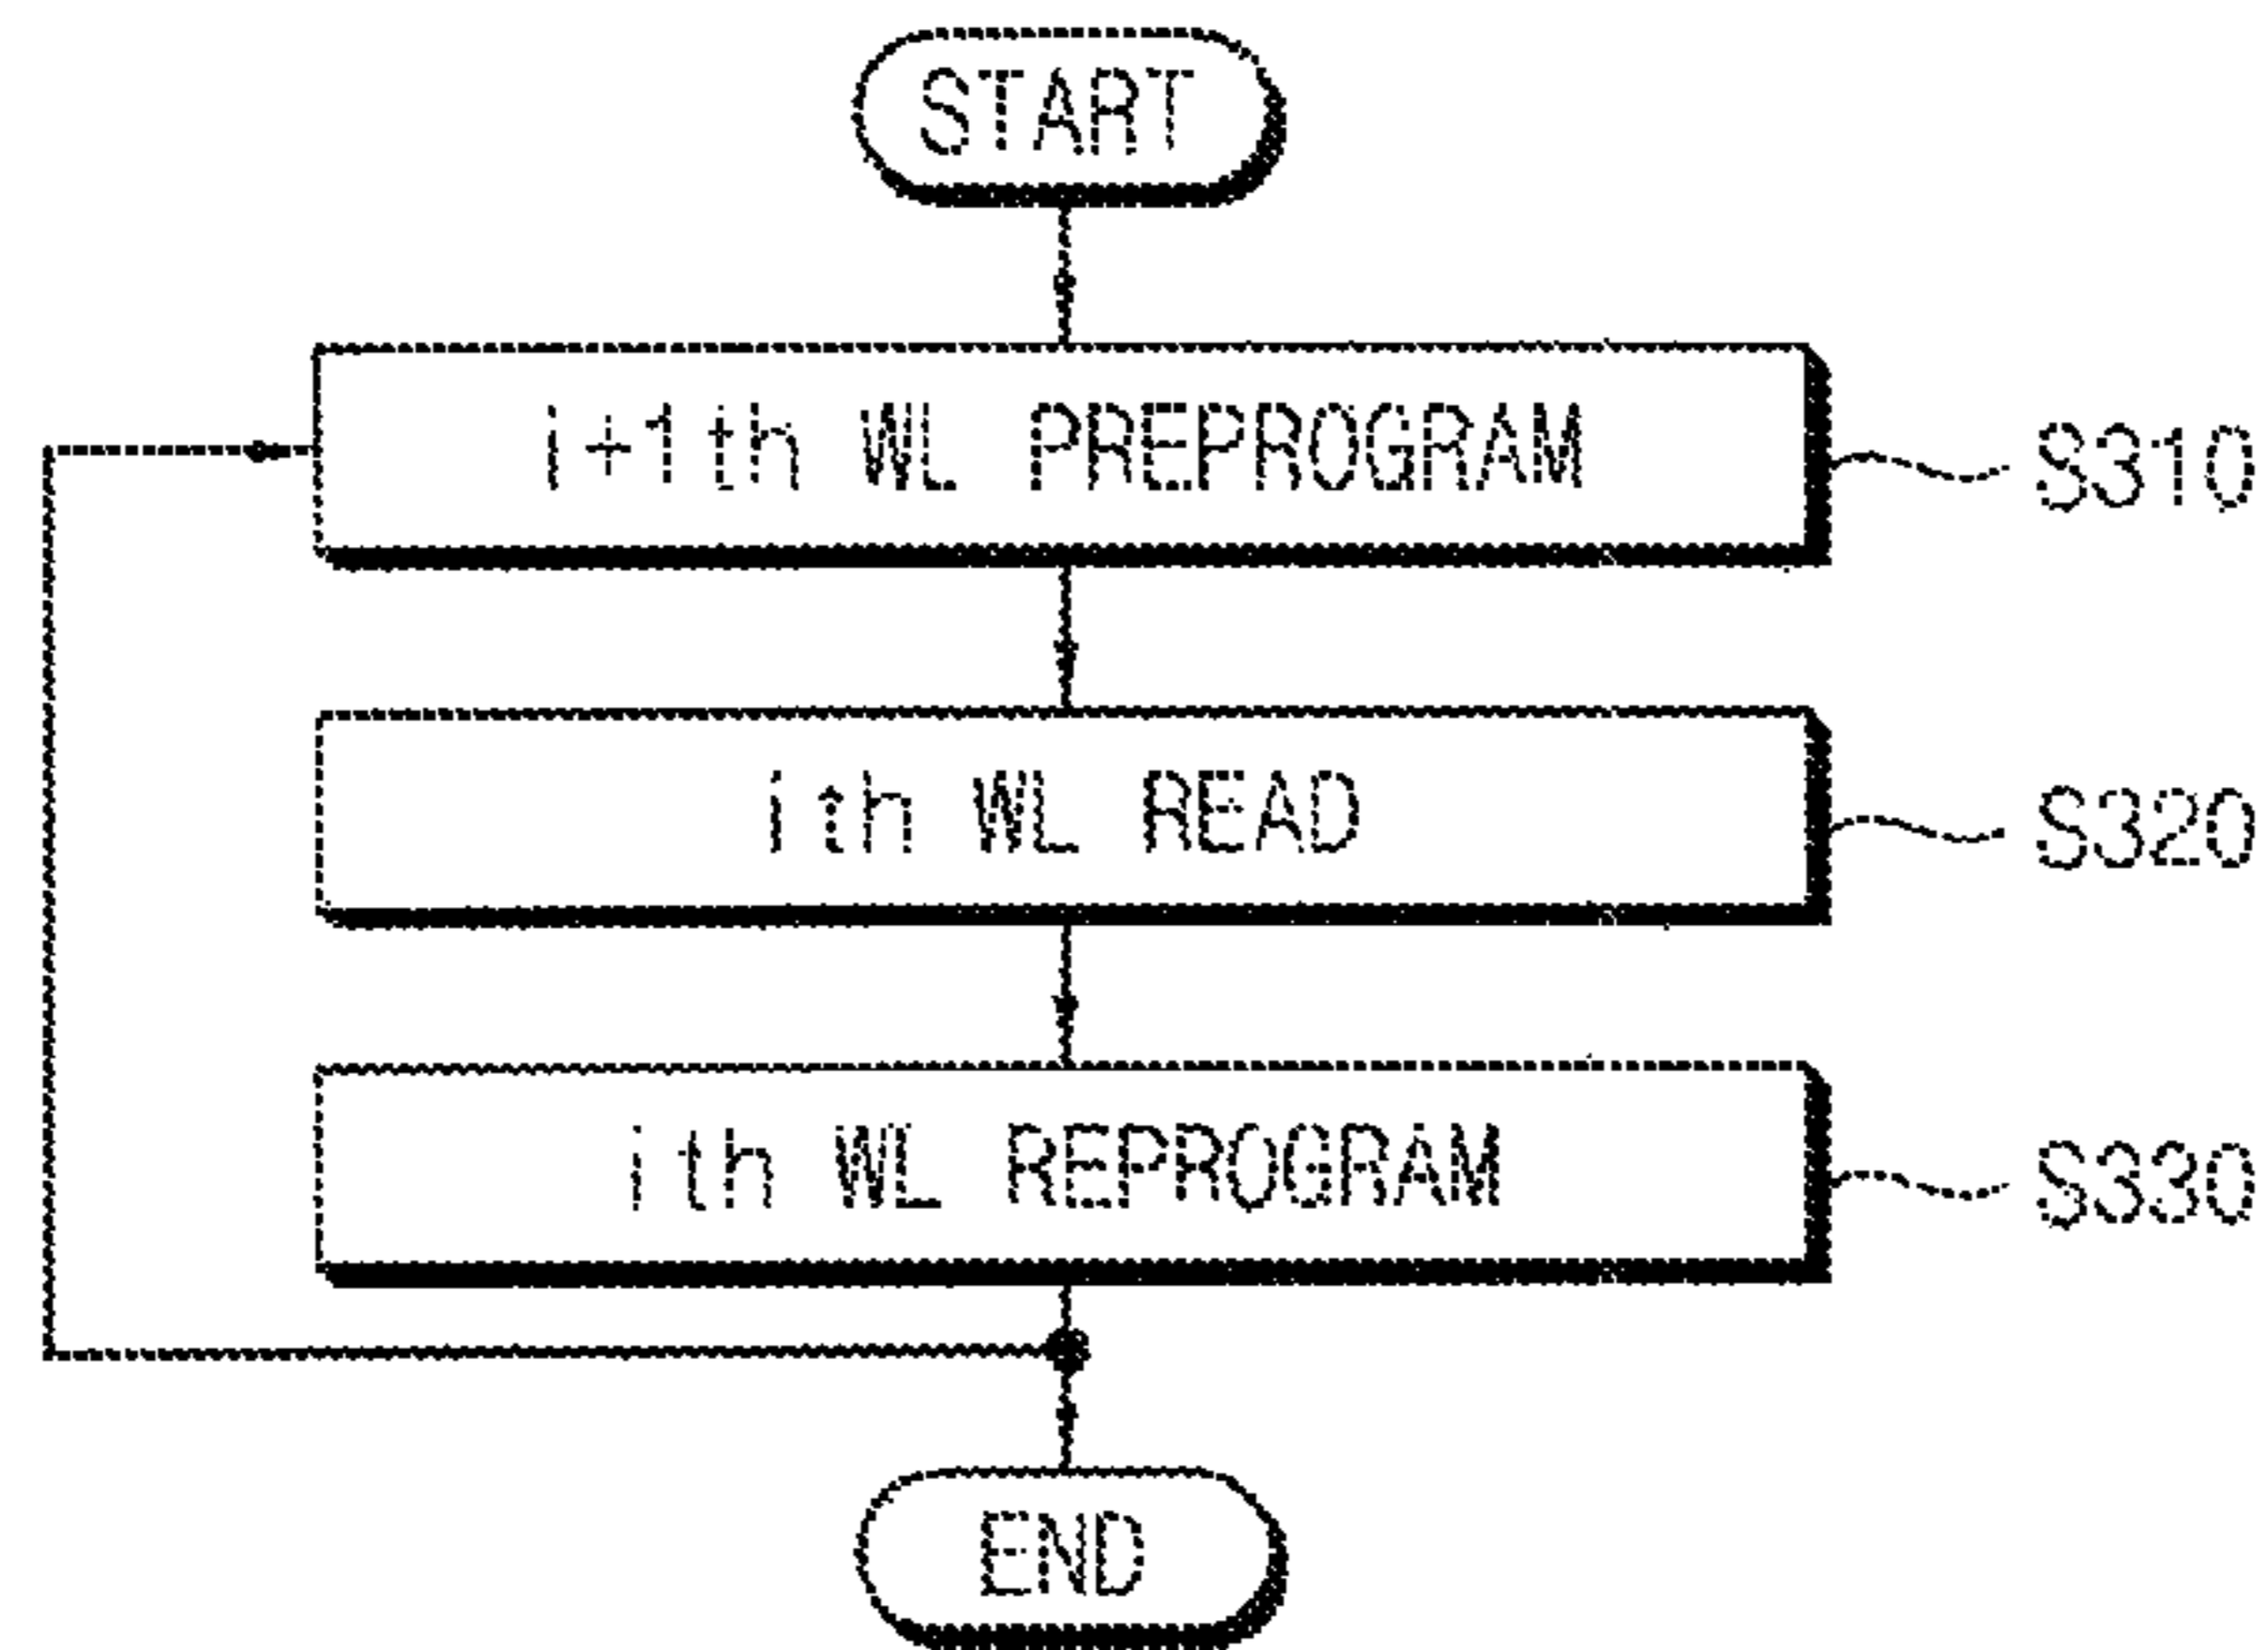 START
i+1th WL PREPROGRAM
S310
ith WL READ
S320
ith WL REPROGRAM
S330
END